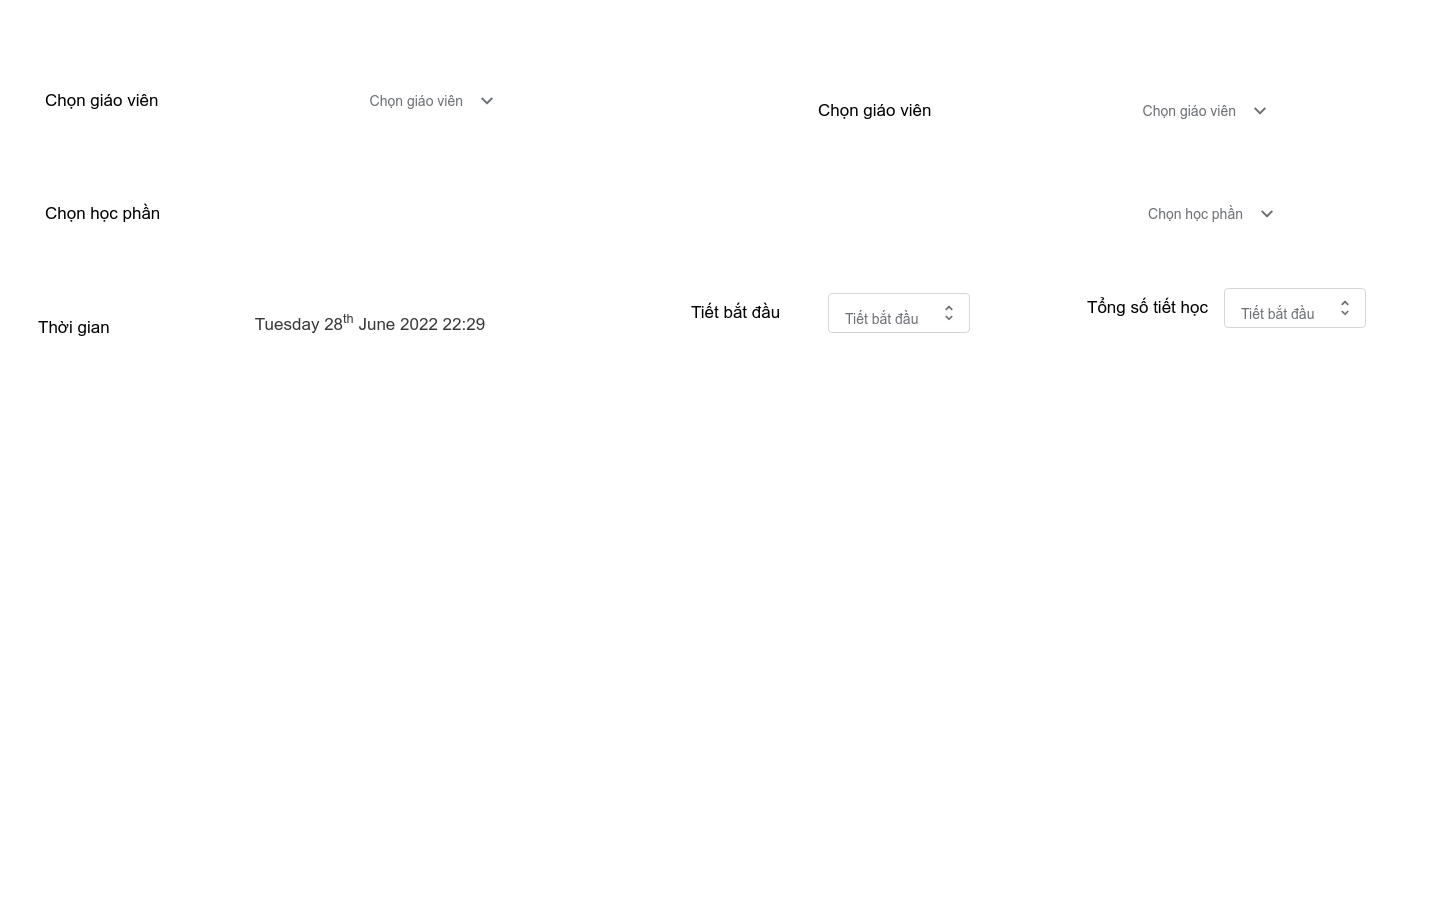 Chọn giáo viên
Chọn giáo viên
Chọn giáo viên
Chọn giáo viên
Chọn học phần
Chọn học phần
Thời gian
Tuesday 28th June 2022 22:29
Tiết bắt đầu
Tiết bắt đầu
Tổng số tiết học
Tiết bắt đầu